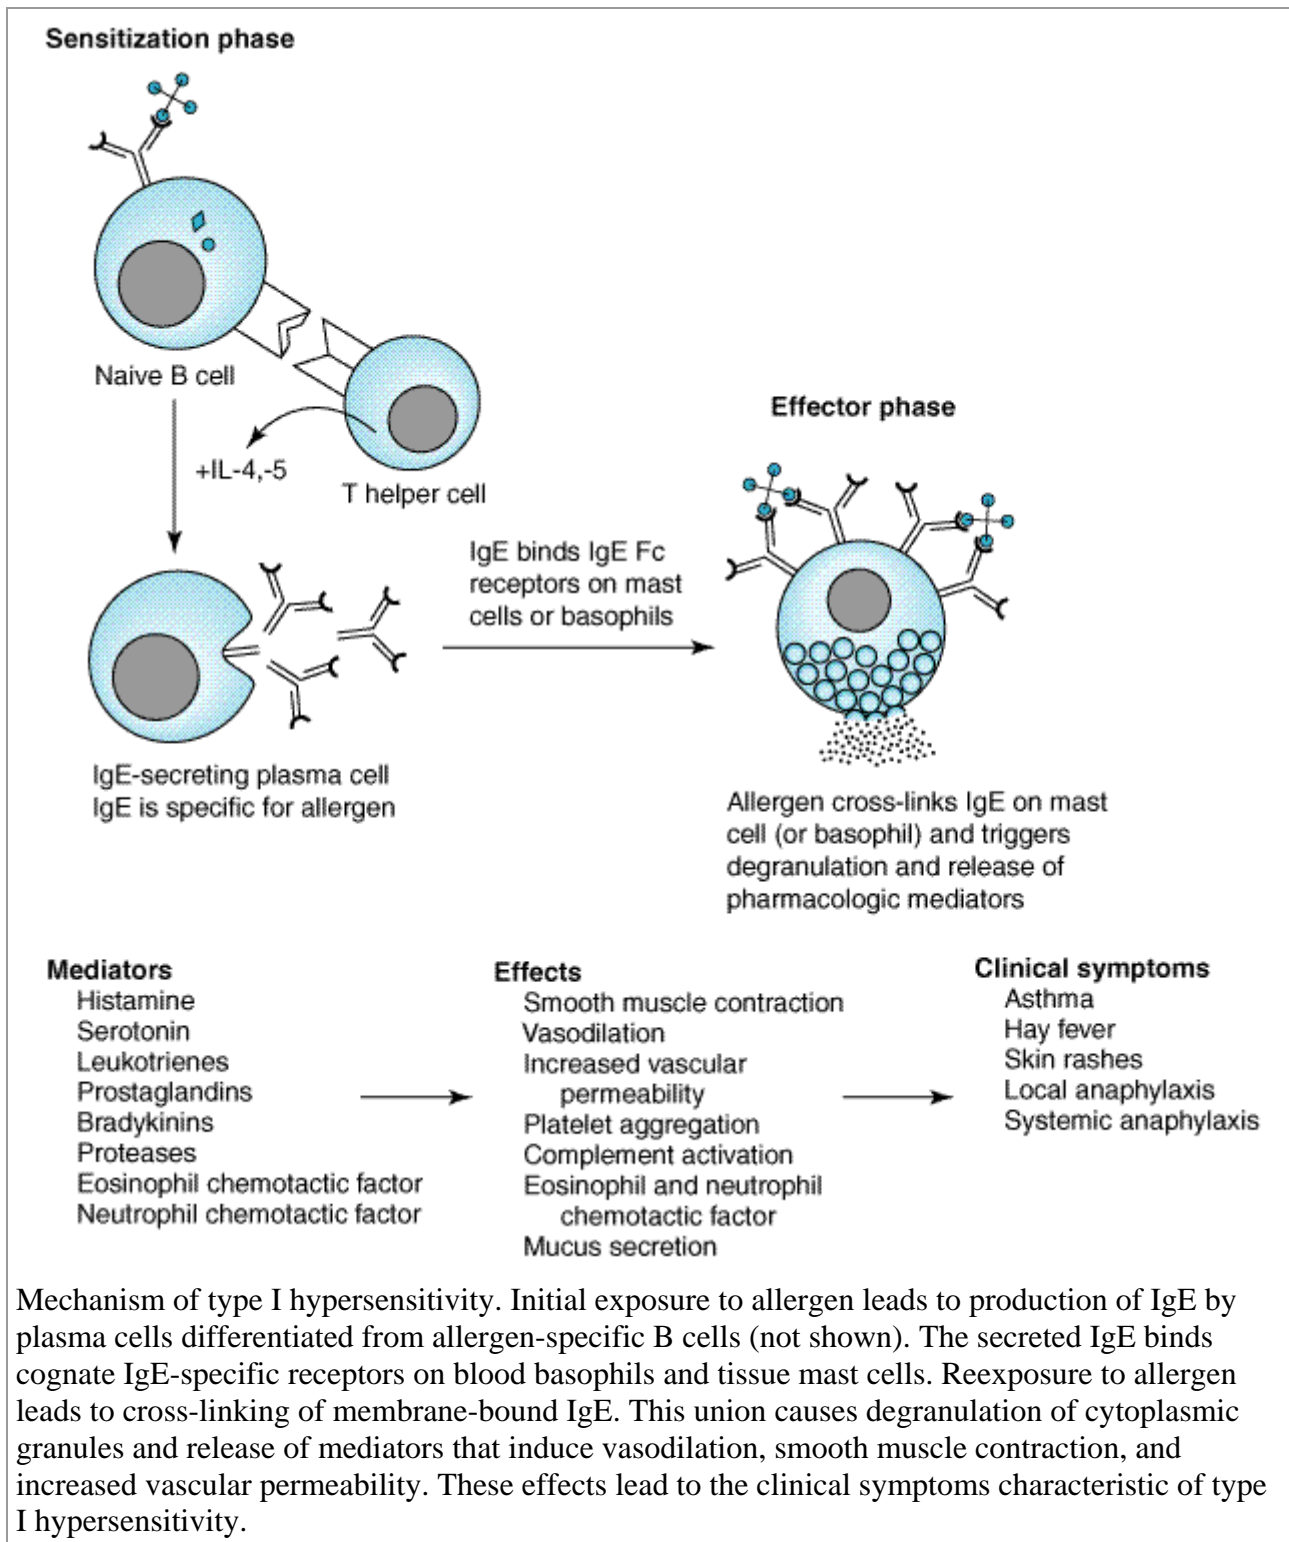 Sensitization phase
Naive B cell
+IL-4,-5
T helper cell
Effector phase
IgE binds IgE Fc
receptors on mast
cells or basophils
IgE-secreting plasma cell
IgE is specific for allergen
Allergen cross-links IgE on mast
cell (or basophil) and triggers
degranulation and release of
pharmacologic mediators
Mediators
Histamine
Serotonin
Leukotrienes
Prostaglandins
Bradykinins
Proteases
Eosinophil chemotactic factor
Neutrophil chemotactic factor
Effects
Smooth muscle contraction
Vasodilation
Increased vascular
permeability
Platelet aggregation
Complement activation
Eosinophil and neutrophil
chemotactic factor
Mucus secretion
Clinical symptoms
Asthma
Hay fever
Skin rashes
Local anaphylaxis
Systemic anaphylaxis
Mechanism of type I hypersensitivity. Initial exposure to allergen leads to production of IgE by
plasma cells differentiated from allergen-specific B cells (not shown). The secreted IgE binds
cognate IgE-specific receptors on blood basophils and tissue mast cells. Reexposure to allergen
leads to cross-linking of membrane-bound IgE. This union causes degranulation of cytoplasmic
granules and release of mediators that induce vasodilation, smooth muscle contraction, and
increased vascular permeability. These effects lead to the clinical symptoms characteristic of type
I hypersensitivity.